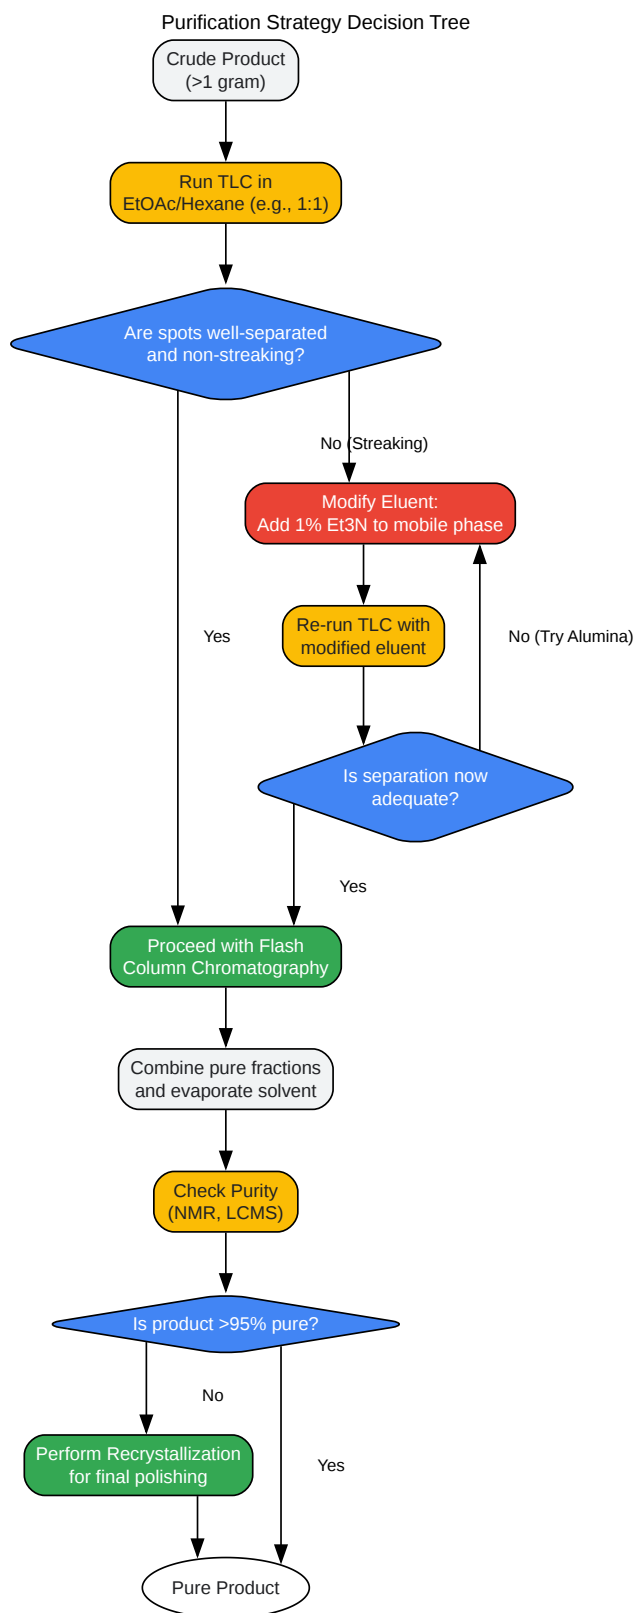 Purification Strategy Decision Tree
Crude Product
(>1 gram)
Run TLC in
EtOAc/Hexane (e.g., 1:1)
Are spots well-separated
and non-streaking?
No (Streaking)
Modify Eluent:
Add 1% Et3N to mobile phase
Re-run TLC with
modified eluent
Yes
No (Try Alumina)
Is separation now
adequate?
Yes
Proceed with Flash
Column Chromatography
Combine pure fractions
and evaporate solvent
Check Purity
(NMR, LCMS)
Is product >95% pure?
No
Perform Recrystallization
for final polishing
Yes
Pure Product